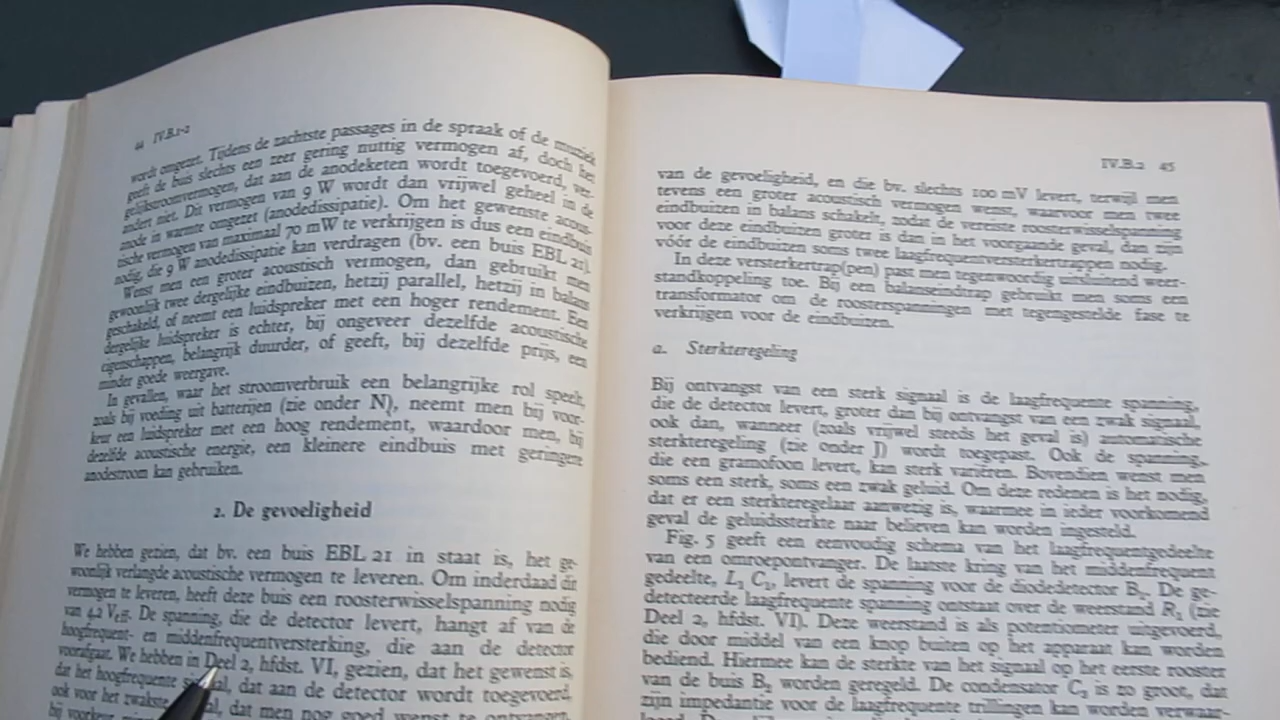 44 IV.B.1-2
wordt omgezet. Tijdens de zachtste passages in de spraak of de muziek
geeft de buis slechts een zeer gering nuttig vermogen af, doch het
gelijkstroomvermogen, dat aan de anodeketen wordt toegevoerd, ver-
andert niet. Dit vermogen van 9 W wordt dan vrijwel geheel in de
anode in warmte omgezet (anodedissipatie). Om het gewenste acous-
tische vermogen van maximaal 70 mW te verkrijgen is dus een eindbuis
nodig, die 9 W anodedissipatie kan verdragen (bv. een buis EBL 21).
Wenst men een groter acoustisch vermogen, dan gebruikt men
gewoonlijk twee dergelijke eindbuizen, hetzij parallel, hetzij in balans
geschakeld, of neemt een luidspreker met een hoger rendement. Een
dergelijke luidspreker is echter, bij ongeveer dezelfde acoustische
eigenschappen, belangrijk duurder, of geeft, bij dezelfde prijs, een
minder goede weergave.
In gevallen, waar het stroomverbruik een belangrijke rol speelt,
zoals bij voeding uit batterijen (zie onder N), neemt men bij voor-
keur een luidspreker met een hoog rendement, waardoor men, bij
dezelfde acoustische energie, een kleinere eindbuis met geringere
anodestroom kan gebruiken.
2. De gevoeligheid
We hebben gezien, dat bv. een buis EBL 21 in staat is, het ge-
woonlijk verlangde acoustische vermogen te leveren. Om inderdaad dit
vermogen te leveren, heeft deze buis een roosterwisselspanning nodig
van 4,2 Veff. De spanning, die de detector levert, hangt af van de
hoogfrequent- en middenfrequentversterking, die aan de detector
voorafgaat. We hebben in Deel 2, hfdst. VI, gezien, dat het gewenst is,
dat het hoogfrequente dat aan de detector wordt toegevoerd,
ook voor het zwakste dat men nog goed wenst te ontvangen,
bij voorkeur
IV.B.2 45
van de gevoeligheid, en die bv. slechts 100 mV levert, terwijl men
tevens een groter acoustisch vermogen wenst, waarvoor men twee
eindbuizen in balans schakelt, zodat de vereiste roosterwisselspanning
voor deze eindbuizen groter is dan in het voorgaande geval, dan zijn
vóór de eindbuizen soms twee laagfrequentversterkertrappen nodig.
In deze versterkertrap(pen) past men tegenwoordig uitsluitend weer-
standkoppeling toe. Bij een balanseindtrap gebruikt men soms een
transformator om de roosterspanningen met tegengestelde fase te
verkrijgen voor de eindbuizen.
a. Sterkteregeling
Bij ontvangst van een sterk signaal is de laagfrequente spanning,
die de detector levert, groter dan bij ontvangst van een zwak signaal,
ook dan, wanneer (zoals vrijwel steeds het geval is) automatische
sterkteregeling (zie onder J) wordt toegepast. Ook de spanning,
die een gramofoon levert, kan sterk variëren. Bovendien wenst men
soms een sterk, soms een zwak geluid. Om deze redenen is het nodig,
dat er een sterkteregelaar aanwezig is, waarmee in ieder voorkomend
geval de geluidssterkte naar believen kan worden ingesteld.
Fig. 5 geeft een eenvoudig schema van het laagfrequentgedeelte
van een omroepontvanger. De laatste kring van het middenfrequent
gedeelte, L₁ C₁, levert de spanning voor de diodedetector B₁. De ge-
detecteerde laagfrequente spanning ontstaat over de weerstand R₁ (zie
Deel 2, hfdst. VI). Deze weerstand is als potentiometer uitgevoerd,
die door middel van een knop buiten op het apparaat kan worden
bediend. Hiermee kan de sterkte van het signaal op het eerste rooster
van de buis B₂ worden geregeld. De condensator C₂ is zo groot, dat
zijn impedantie voor de laagfrequente trillingen kan worden verwaar-